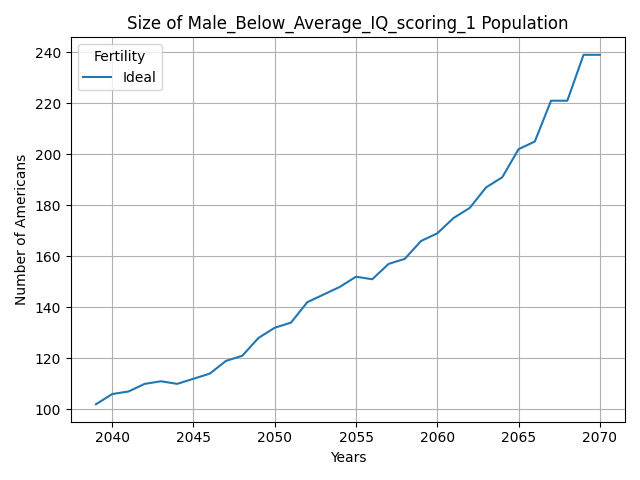 Size of Male_Below_Average_IQ_scoring_1 Population
Fertility
Ideal
Number of Americans
240
220
200
180
160
140
120
100
2040 2045 2050 2055 2060 2065 2070
Years